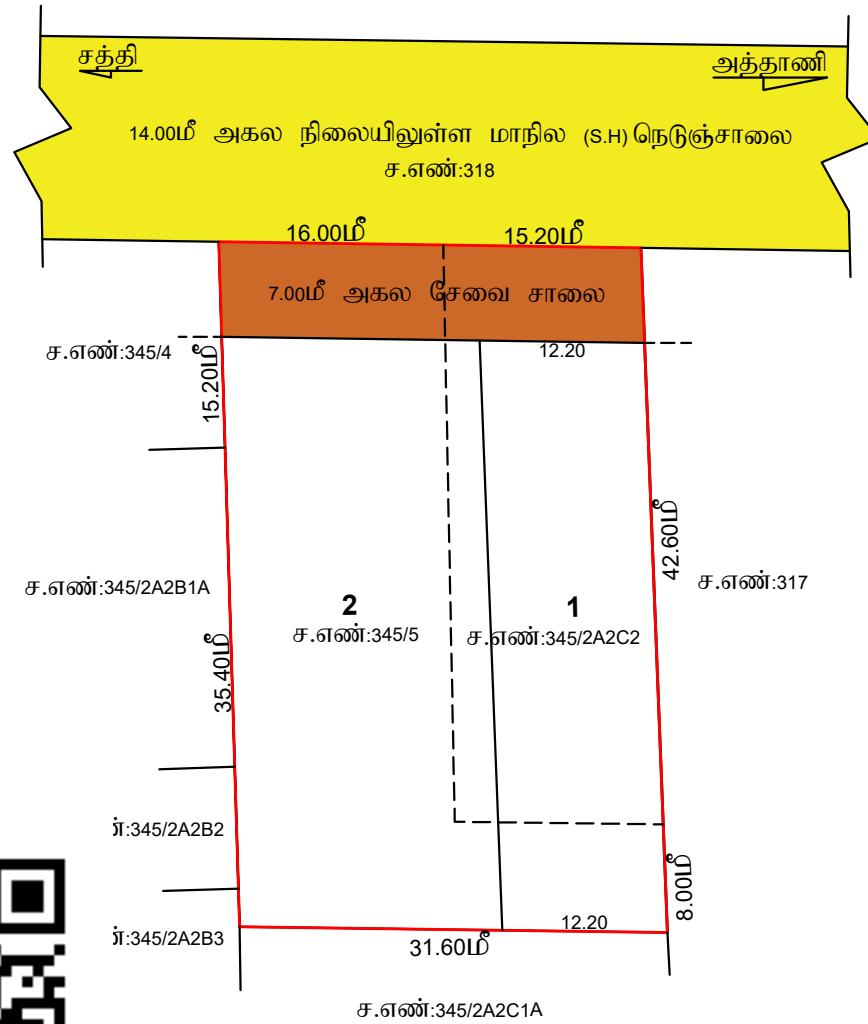 சத்தி
அத்தாணி
14.00மீ அகல நிலையிலுள்ள மாநில (S.H) நெடுஞ்சாலை
ச.எண்:318
16.00மீ
15.20மீ
7.00மீ அகல சேவை சாலை
ச.எண்:345/4
15.20மீ
12.20
42.60மீ
ச.எண்:345/2A2B1A
ச.எண்:317
2
ச.எண்:345/5
1
ச.எண்:345/2A2C2
35.40மீ
ண்:345/2A2B2
8.00மீ
ண்:345/2A2B3
12.20
31.60மீ
ச.எண்:345/2A2C1A